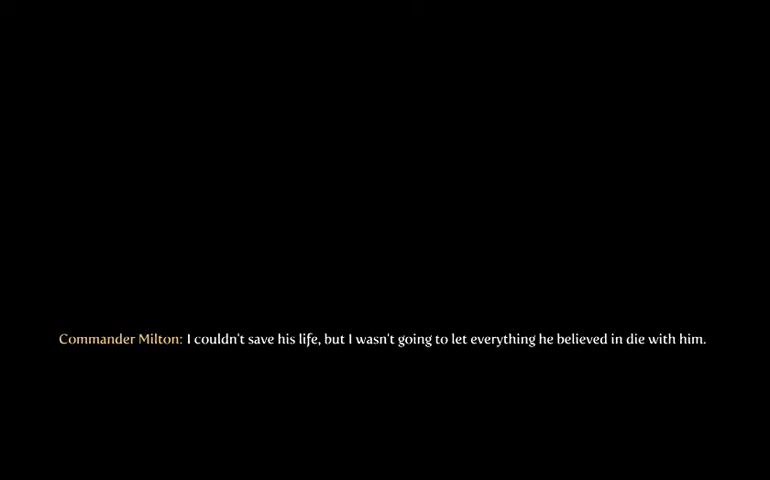 Commander Milton: I couldn't save his life, but I wasn't going to let everything he believed in die with him.